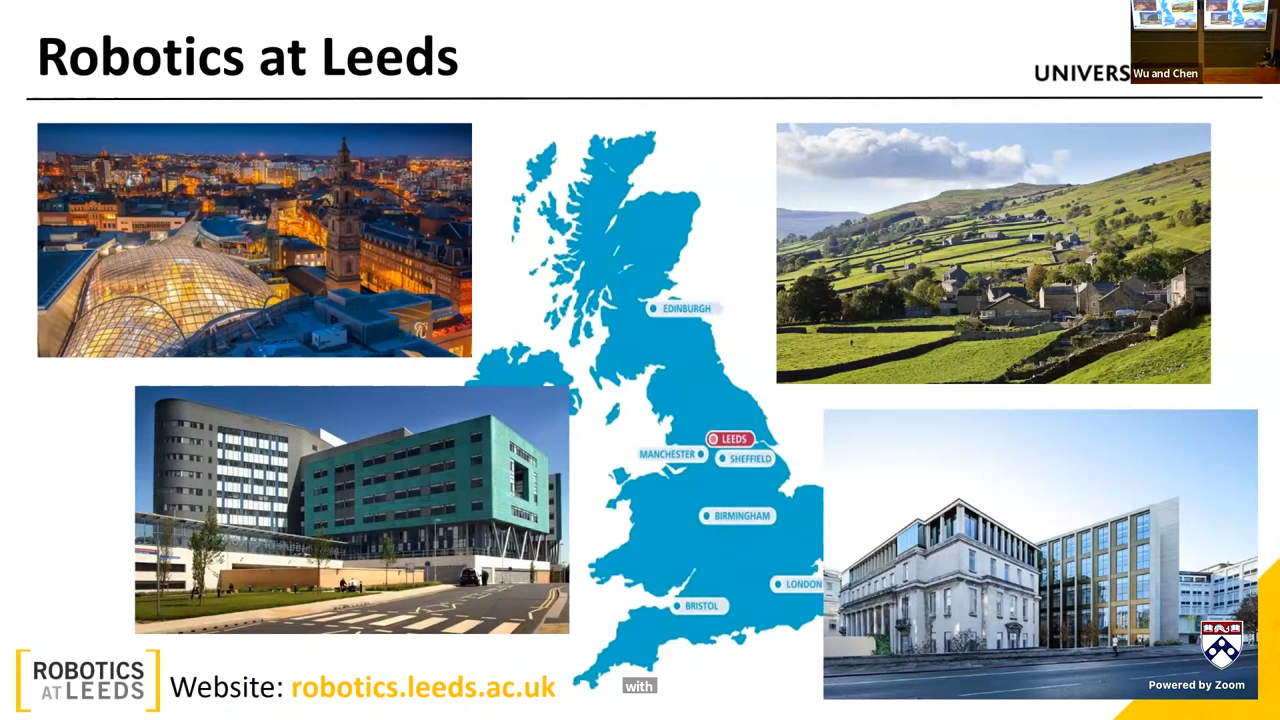 Robotics at Leeds
UNIVERS
Wu and Chen
EDINBURGH
LEEDS
MANCHESTER
SHEFFIELD
BIRMINGHAM
LONDON
BRISTOL
ROBOTICS
AT LEEDS
Website: robotics.leeds.ac.uk
with
Powered by Zoom